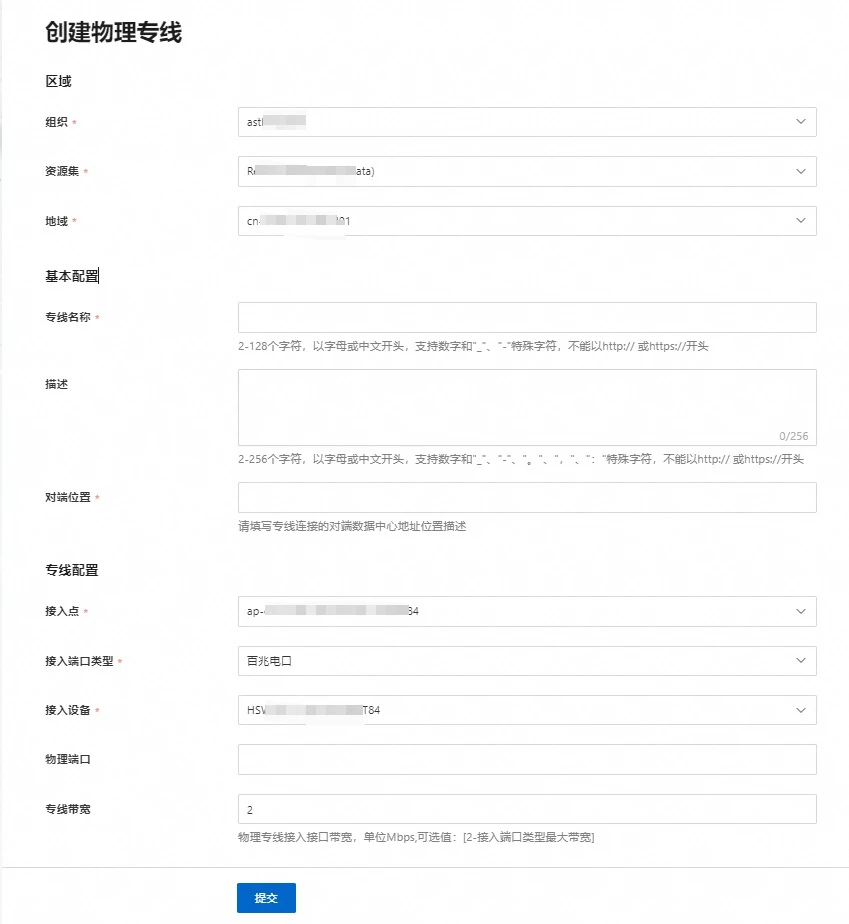 创建物理专线
区域
组织 *
ast
资源集 *
R ata)
地域 *
cn- 01
基本配置
专线名称 *
2-128个字符，以字母或中文开头，支持数字和"_"、"-"特殊字符，不能以http:// 或https://开头
描述
0/256
2-256个字符，以字母或中文开头，支持数字和"_"、"-"、"。"、"，"、"："特殊字符，不能以http:// 或https://开头
对端位置 *
请填写专线连接的对端数据中心地址位置描述
专线配置
接入点 *
ap- 84
接入端口类型 *
百兆电口
接入设备 *
HSW T84
物理端口
专线带宽
2
物理专线接入接口带宽，单位Mbps,可选值：[2-接入端口类型最大带宽]
提交